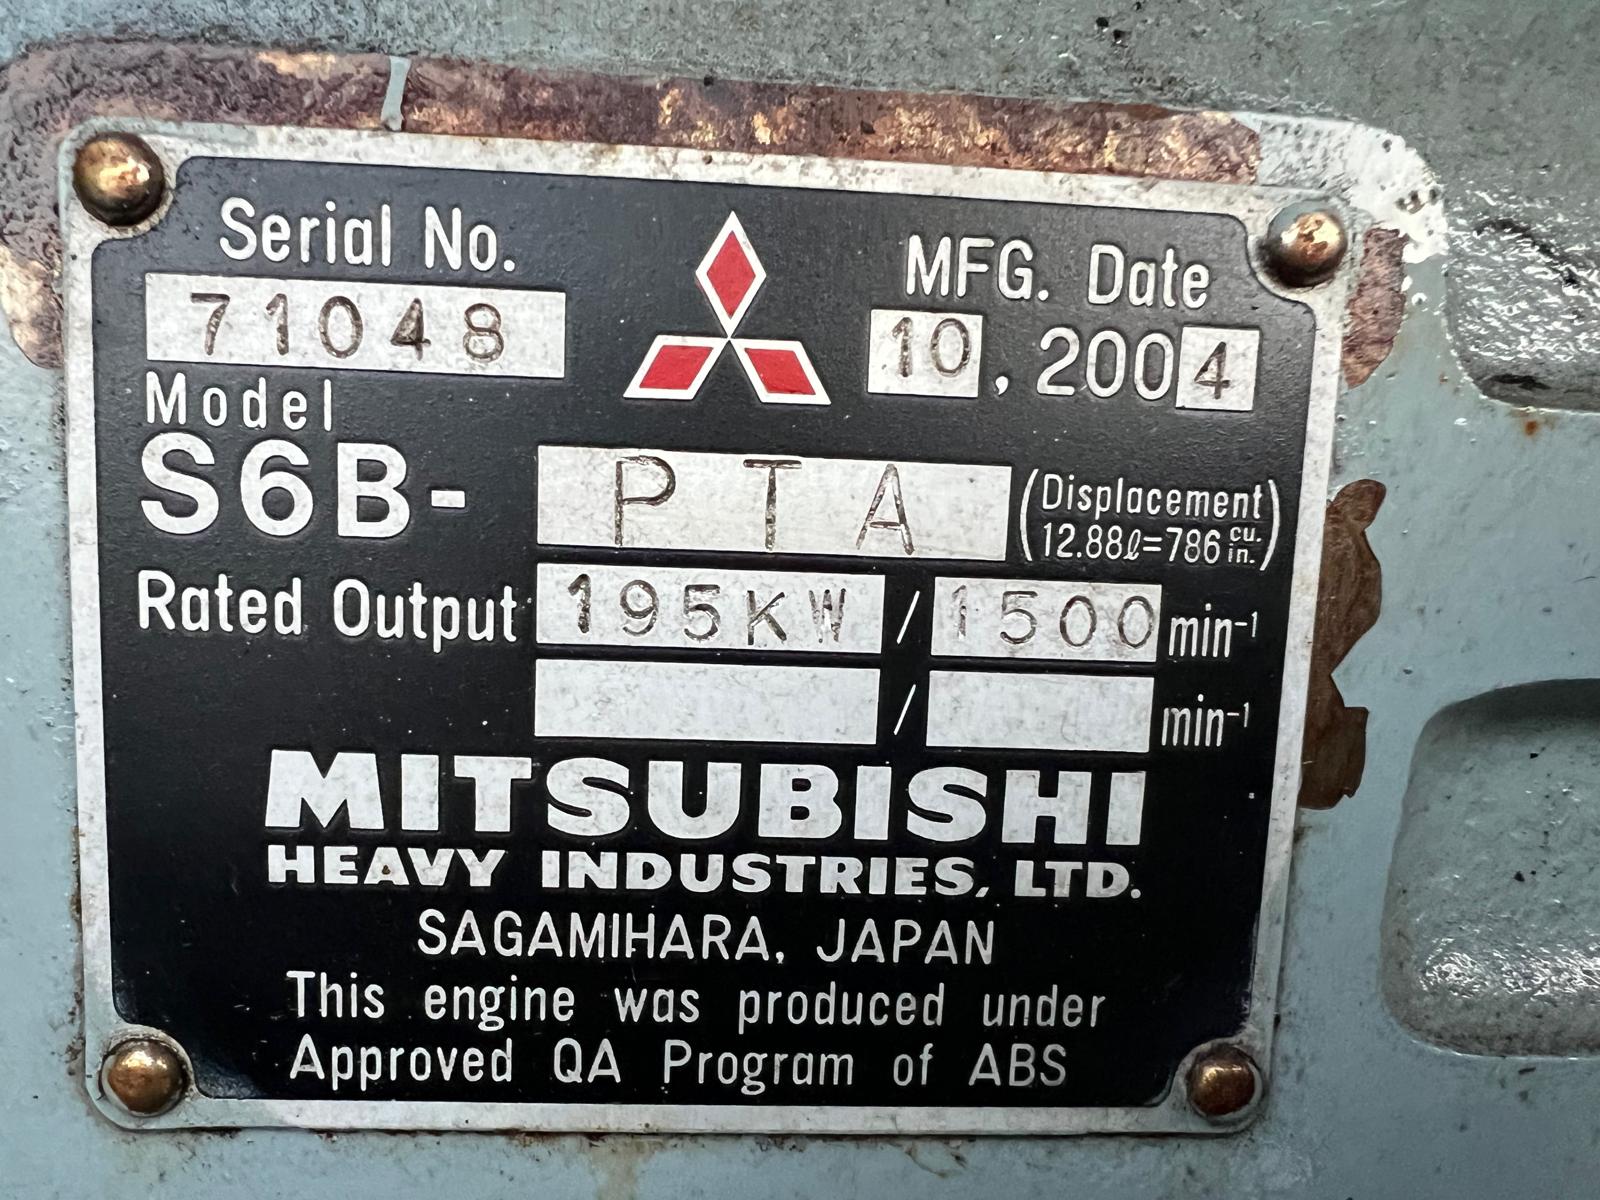 Serial No.
71048
MFG. Date
10, 2004
Model
S6B-PTA
(Displacement
12.88ℓ=786 cu. in.)
Rated Output 195KW / 1500 min⁻¹
/ min⁻¹
MITSUBISHI
HEAVY INDUSTRIES, LTD.
SAGAMIHARA, JAPAN
This engine was produced under
Approved QA Program of ABS